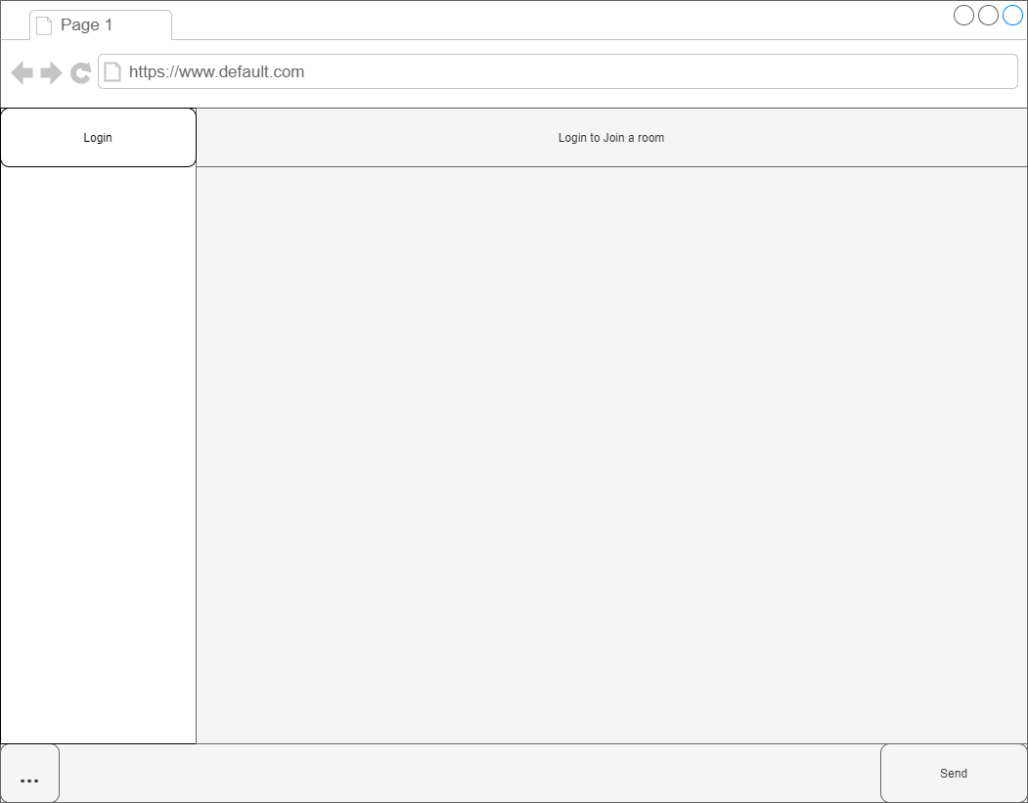 Page 1
https://www.default.com
Login
Login to Join a room
...
Send